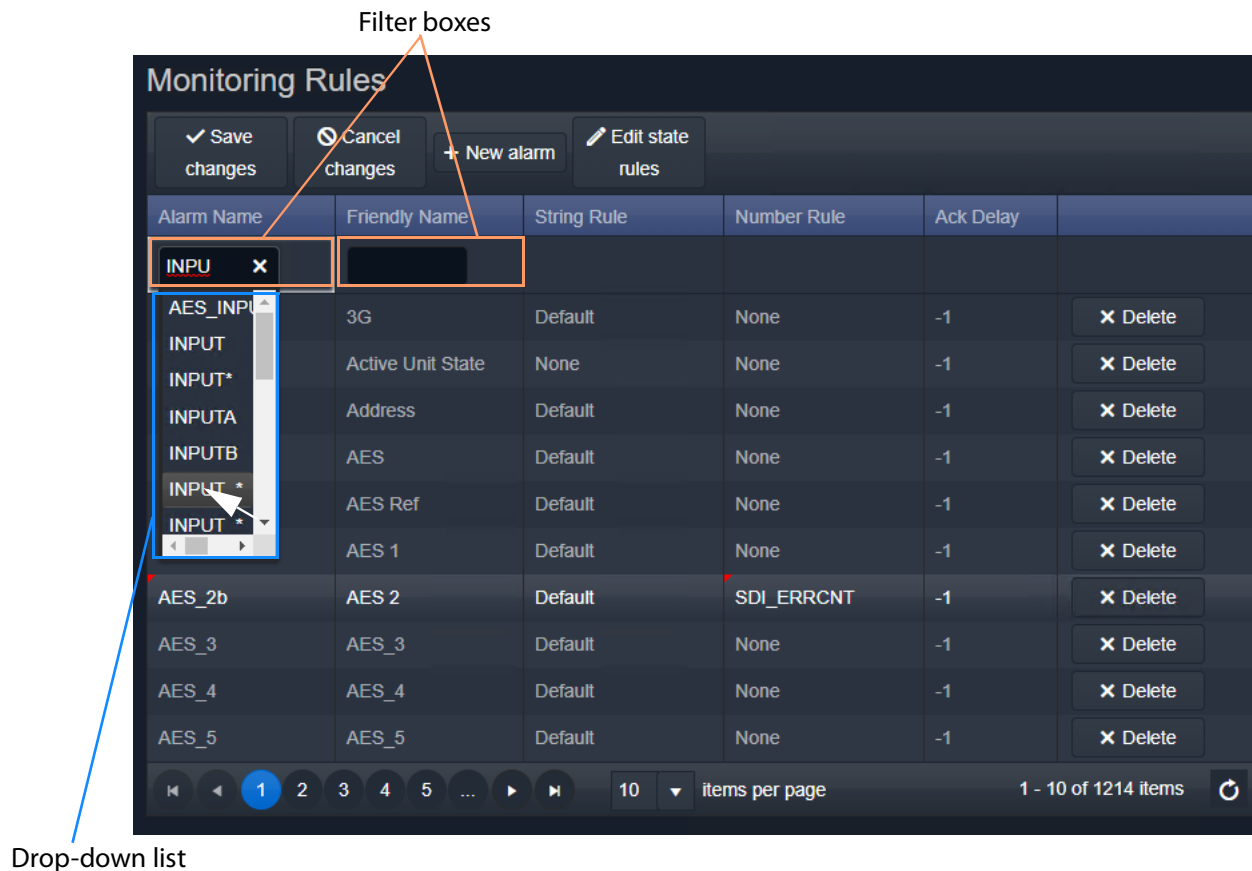 Filter boxes
Monitoring Rules
Save changes
Cancel changes
+ New alarm
Edit state rules
Alarm Name Friendly Name String Rule Number Rule Ack Delay
INPU
AES_INPU
INPUT
INPUT*
INPUTA
INPUTB
INPUT_*
INPUT_*
3G Default None -1 Delete
Active Unit State None None -1 Delete
Address Default None -1 Delete
AES Default None -1 Delete
AES Ref Default None -1 Delete
AES 1 Default None -1 Delete
AES_2b AES 2 Default SDI_ERRCNT -1 Delete
AES_3 AES_3 Default None -1 Delete
AES_4 AES_4 Default None -1 Delete
AES_5 AES_5 Default None -1 Delete
1 2 3 4 5 ... 10 items per page 1 - 10 of 1214 items
Drop-down list